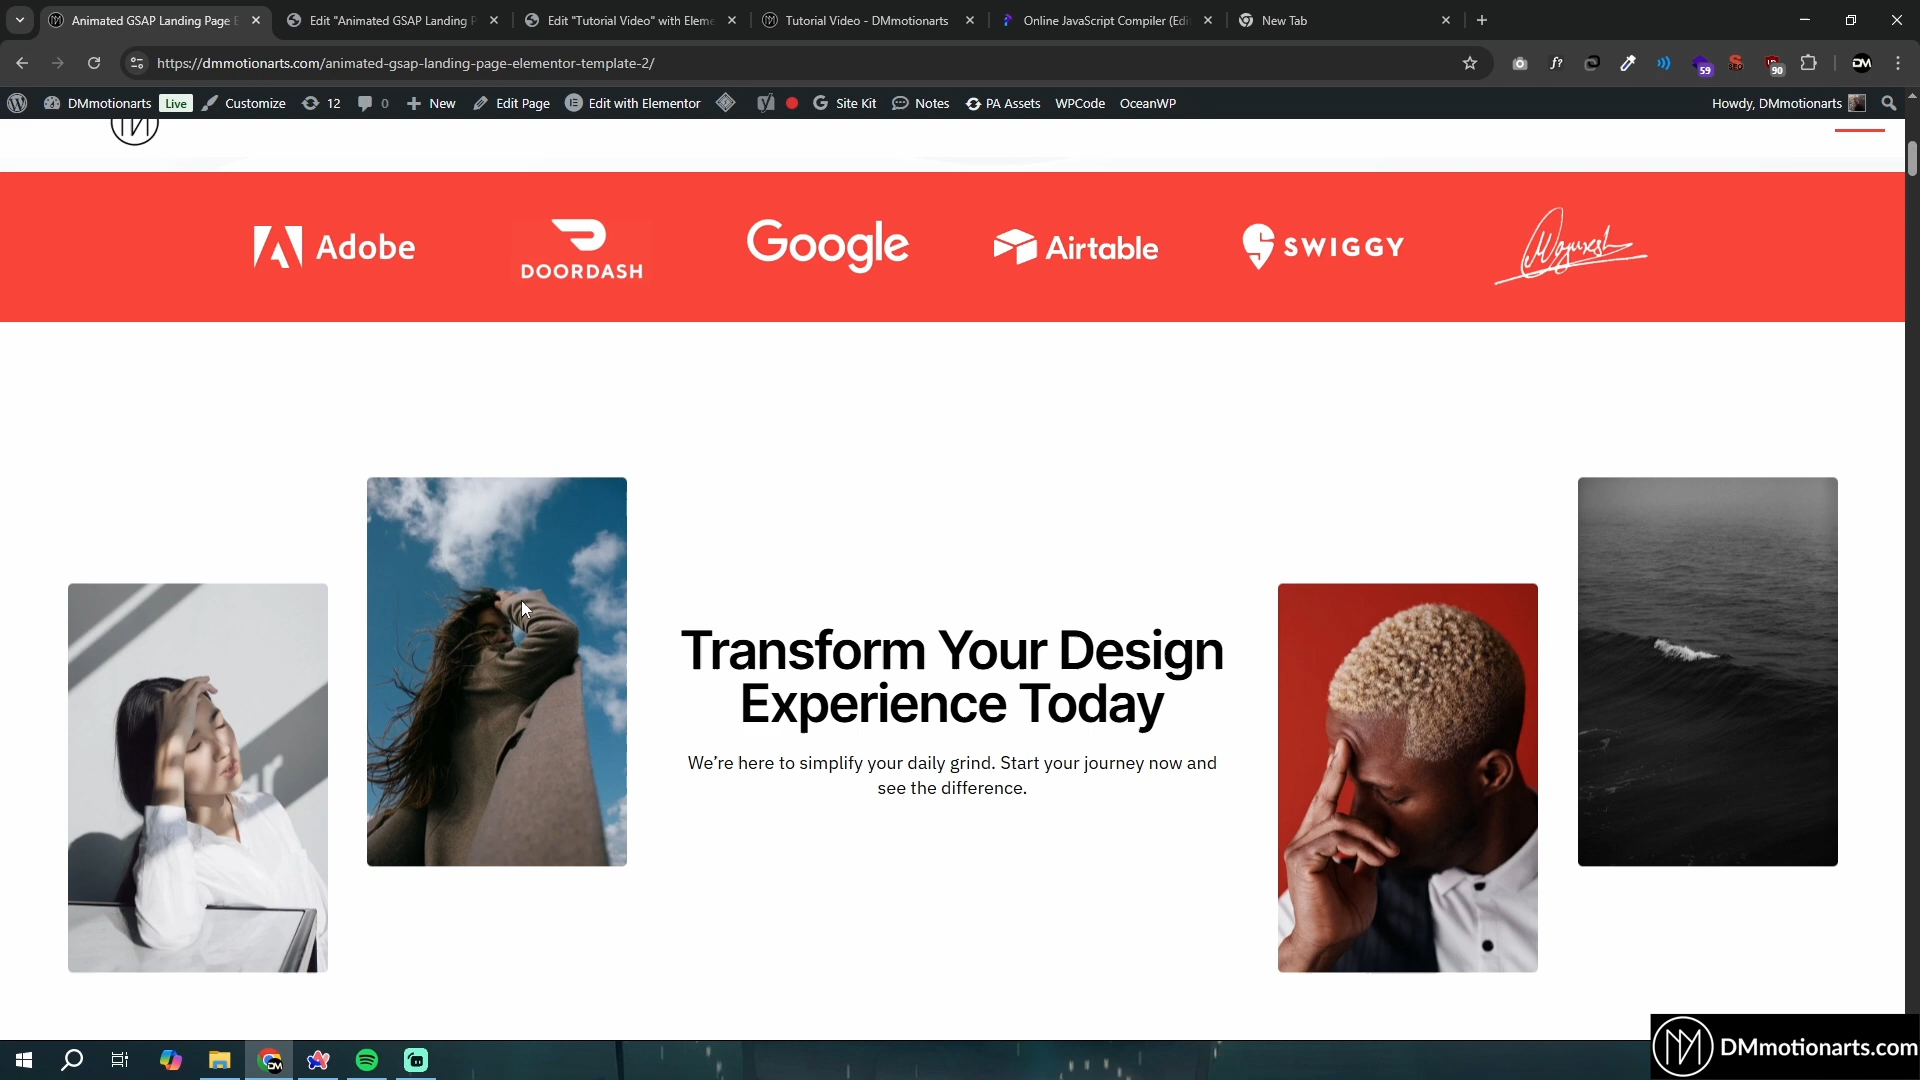 Animated GSAP Landing Page E
Edit "Animated GSAP Landing P
Edit "Tutorial Video" with Eleme
Tutorial Video - DMmotionarts
Online JavaScript Compiler (Edi
New Tab
https://dmmotionarts.com/animated-gsap-landing-page-elementor-template-2/
f?
59
SEO
90
DM
DMmotionarts
Live
Customize
12
0
New
Edit Page
Edit with Elementor
Site Kit
Notes
PA Assets
WPCode
OceanWP
Howdy, DMmotionarts
Adobe
DOORDASH
Google
Airtable
SWIGGY
Transform Your Design
Experience Today
We’re here to simplify your daily grind. Start your journey now and
see the difference.
DMmotionarts.com